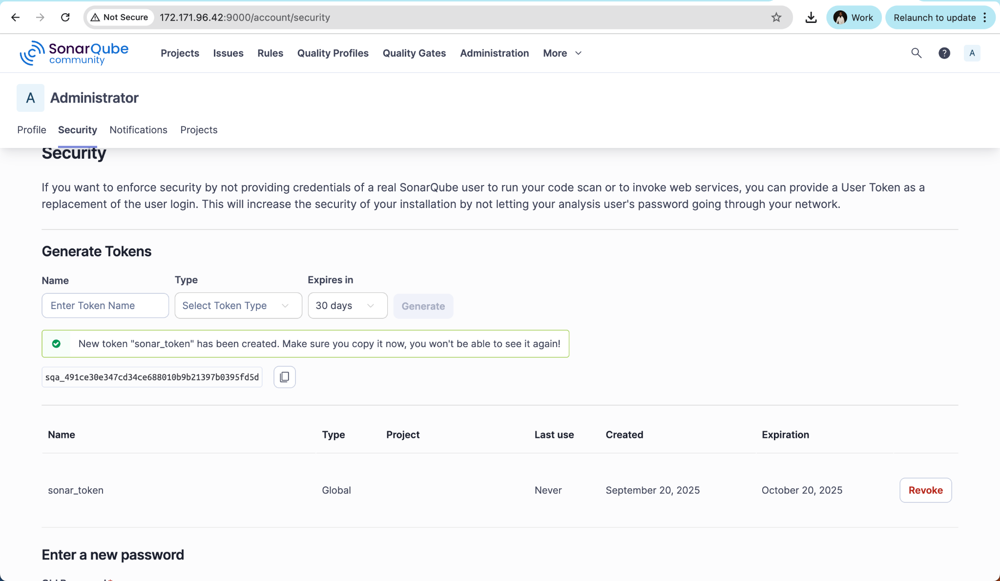 Not Secure 172.171.96.42:9000/account/security Work Relaunch to update
SonarQube community Projects Issues Rules Quality Profiles Quality Gates Administration More ? A
A Administrator
Profile Security Notifications Projects
Security
If you want to enforce security by not providing credentials of a real SonarQube user to run your code scan or to invoke web services, you can provide a User Token as a
replacement of the user login. This will increase the security of your installation by not letting your analysis user's password going through your network.
Generate Tokens
Name Type Expires in
Enter Token Name Select Token Type 30 days Generate
New token "sonar_token" has been created. Make sure you copy it now, you won't be able to see it again!
sqa_491ce30e347cd34ce688010b9b21397b0395fd5d
Name Type Project Last use Created Expiration
sonar_token Global Never September 20, 2025 October 20, 2025 Revoke
Enter a new password